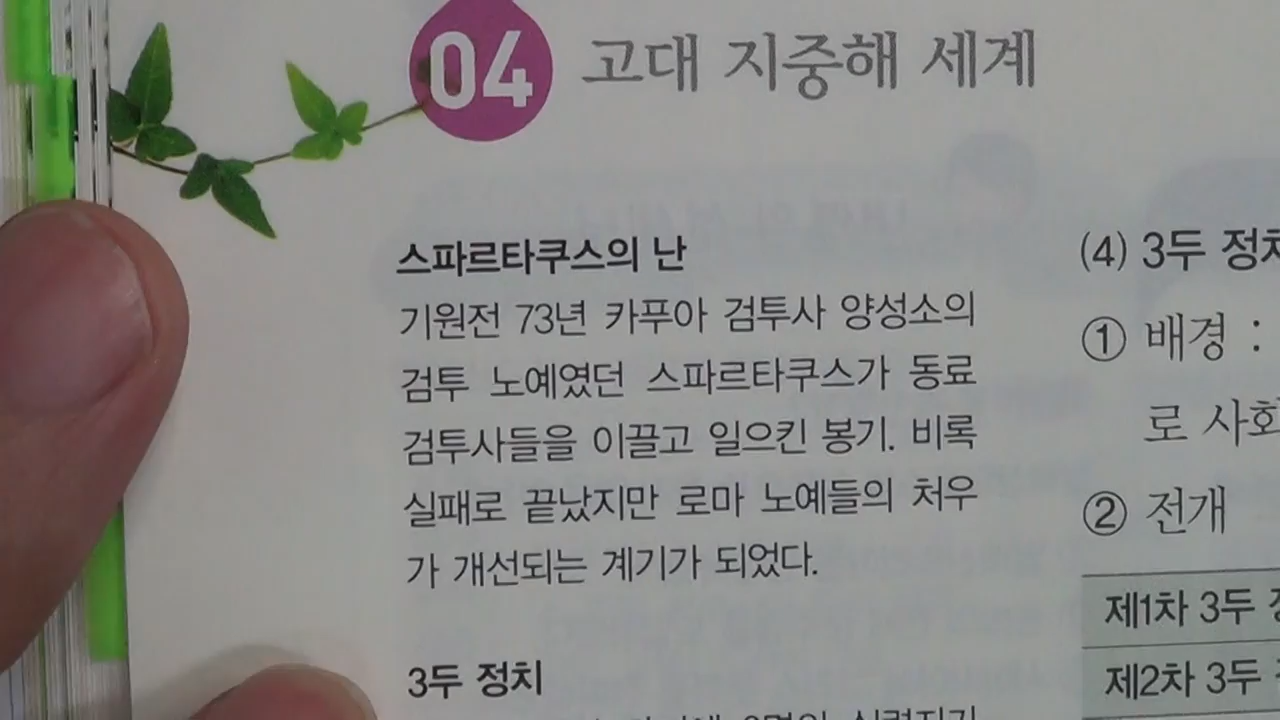 04 고대 지중해 세계
스파르타쿠스의 난
기원전 73년 카푸아 검투사 양성소의
검투 노예였던 스파르타쿠스가 동료
검투사들을 이끌고 일으킨 봉기. 비록
실패로 끝났지만 로마 노예들의 처우
가 개선되는 계기가 되었다.
3두 정치
(4) 3두
① 배경 :
로
② 전개
제1차 3두
제2차 3두